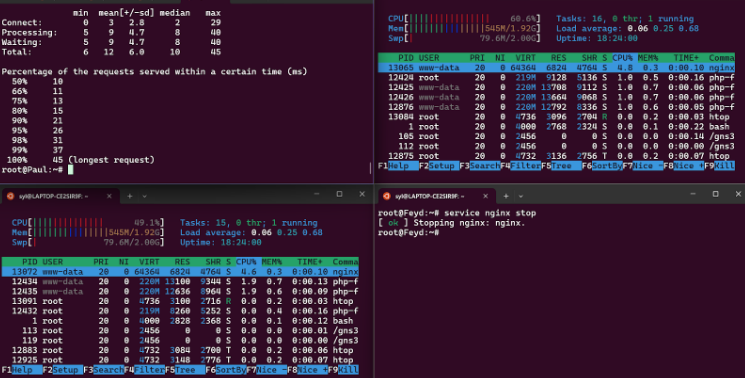 min mean[+/-sd] median max
Connect: 0 3 2.8 2 29
Processing: 5 9 4.7 8 40
Waiting: 5 9 4.7 8 40
Total: 6 12 6.0 10 45
Percentage of the requests served within a certain time (ms)
50% 10
66% 11
75% 13
80% 15
90% 21
95% 26
98% 31
99% 37
100% 45 (longest request)
root@Paul:~#
CPU[|||||||||||||||||| 60.6%] Tasks: 16, 0 thr; 1 running
Mem[||||||||||||||||||545M/1.92G] Load average: 0.06 0.25 0.68
Swp[| 79.6M/2.00G] Uptime: 18:24:00
PID USER PRI NI VIRT RES SHR S CPU% MEM% TIME+ Comma
13065 www-data 20 0 64364 6824 4764 S 4.8 0.3 0:00.10 nginx
12424 root 20 0 219M 9128 5136 S 1.0 0.5 0:00.16 php-f
12425 www-data 20 0 220M 13708 9112 S 1.0 0.7 0:00.06 php-f
12426 www-data 20 0 220M 13664 9068 S 1.0 0.7 0:00.06 php-f
12876 www-data 20 0 220M 12792 8336 S 1.0 0.6 0:00.05 php-f
13084 root 20 0 4736 3096 2704 R 0.0 0.2 0:00.03 htop
1 root 20 0 4000 2768 2324 S 0.0 0.1 0:00.22 bash
105 root 20 0 2456 0 0 S 0.0 0.0 0:00.14 /gns3
112 root 20 0 2456 0 0 S 0.0 0.0 0:00.00 /gns3
12875 root 20 0 4732 3136 2756 T 0.0 0.2 0:00.07 htop
F1Help F2Setup F3SearchF4FilterF5Tree F6SortByF7Nice -F8Nice +F9Kill
syl@LAPTOP-CE2SIR9F: ~
CPU[|||||||||||||||||| 49.1%] Tasks: 15, 0 thr; 1 running
Mem[||||||||||||||||||545M/1.92G] Load average: 0.06 0.25 0.68
Swp[| 79.6M/2.00G] Uptime: 18:24:00
PID USER PRI NI VIRT RES SHR S CPU% MEM% TIME+ Comma
13072 www-data 20 0 64364 6824 4764 S 4.6 0.3 0:00.10 nginx
12434 www-data 20 0 220M 13100 9344 S 1.9 0.7 0:00.13 php-f
12435 www-data 20 0 220M 12636 8964 S 1.9 0.6 0:00.09 php-f
13091 root 20 0 4736 3100 2716 R 0.0 0.2 0:00.03 htop
12432 root 20 0 219M 8260 5252 S 0.0 0.4 0:00.16 php-f
1 root 20 0 4000 2828 2368 S 0.0 0.1 0:00.12 bash
113 root 20 0 2456 0 0 S 0.0 0.0 0:00.01 /gns3
119 root 20 0 2456 0 0 S 0.0 0.0 0:00.00 /gns3
12883 root 20 0 4732 3084 2700 T 0.0 0.2 0:00.06 htop
12925 root 20 0 4732 3148 2776 T 0.0 0.2 0:00.07 htop
F1Help F2Setup F3SearchF4FilterF5Tree F6SortByF7Nice -F8Nice +F9Kill
syl@LAPTOP-CE2SIR9F: ~
root@Feyd:~# service nginx stop
[ ok ] Stopping nginx: nginx.
root@Feyd:~#